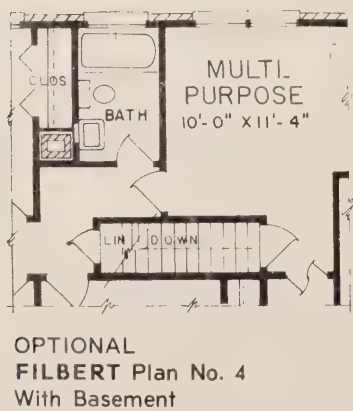 CLOS
BATH
MULTI-
PURPOSE
10'-0" X 11'-4"
LIN
DOWN
OPTIONAL
FILBERT Plan No. 4
With Basement